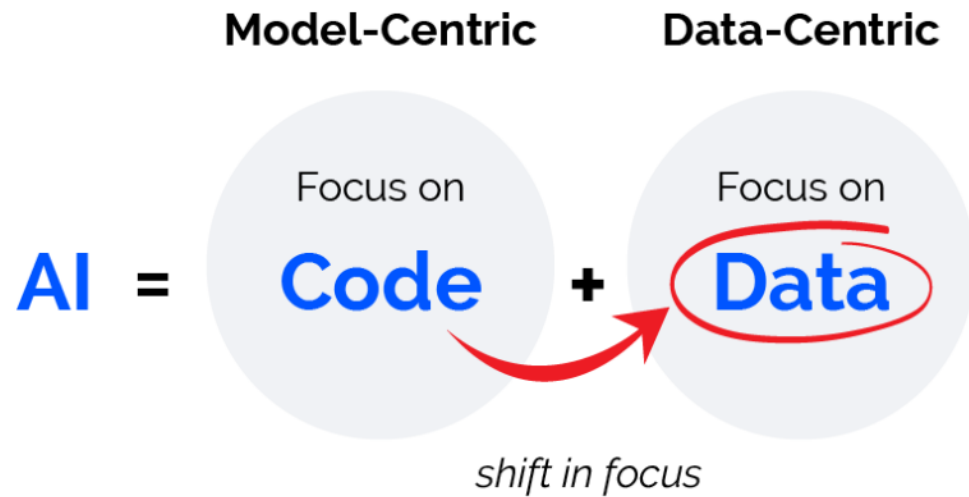 Model-Centric Data-Centric
Focus on Focus on
AI = Code + Data
shift in focus